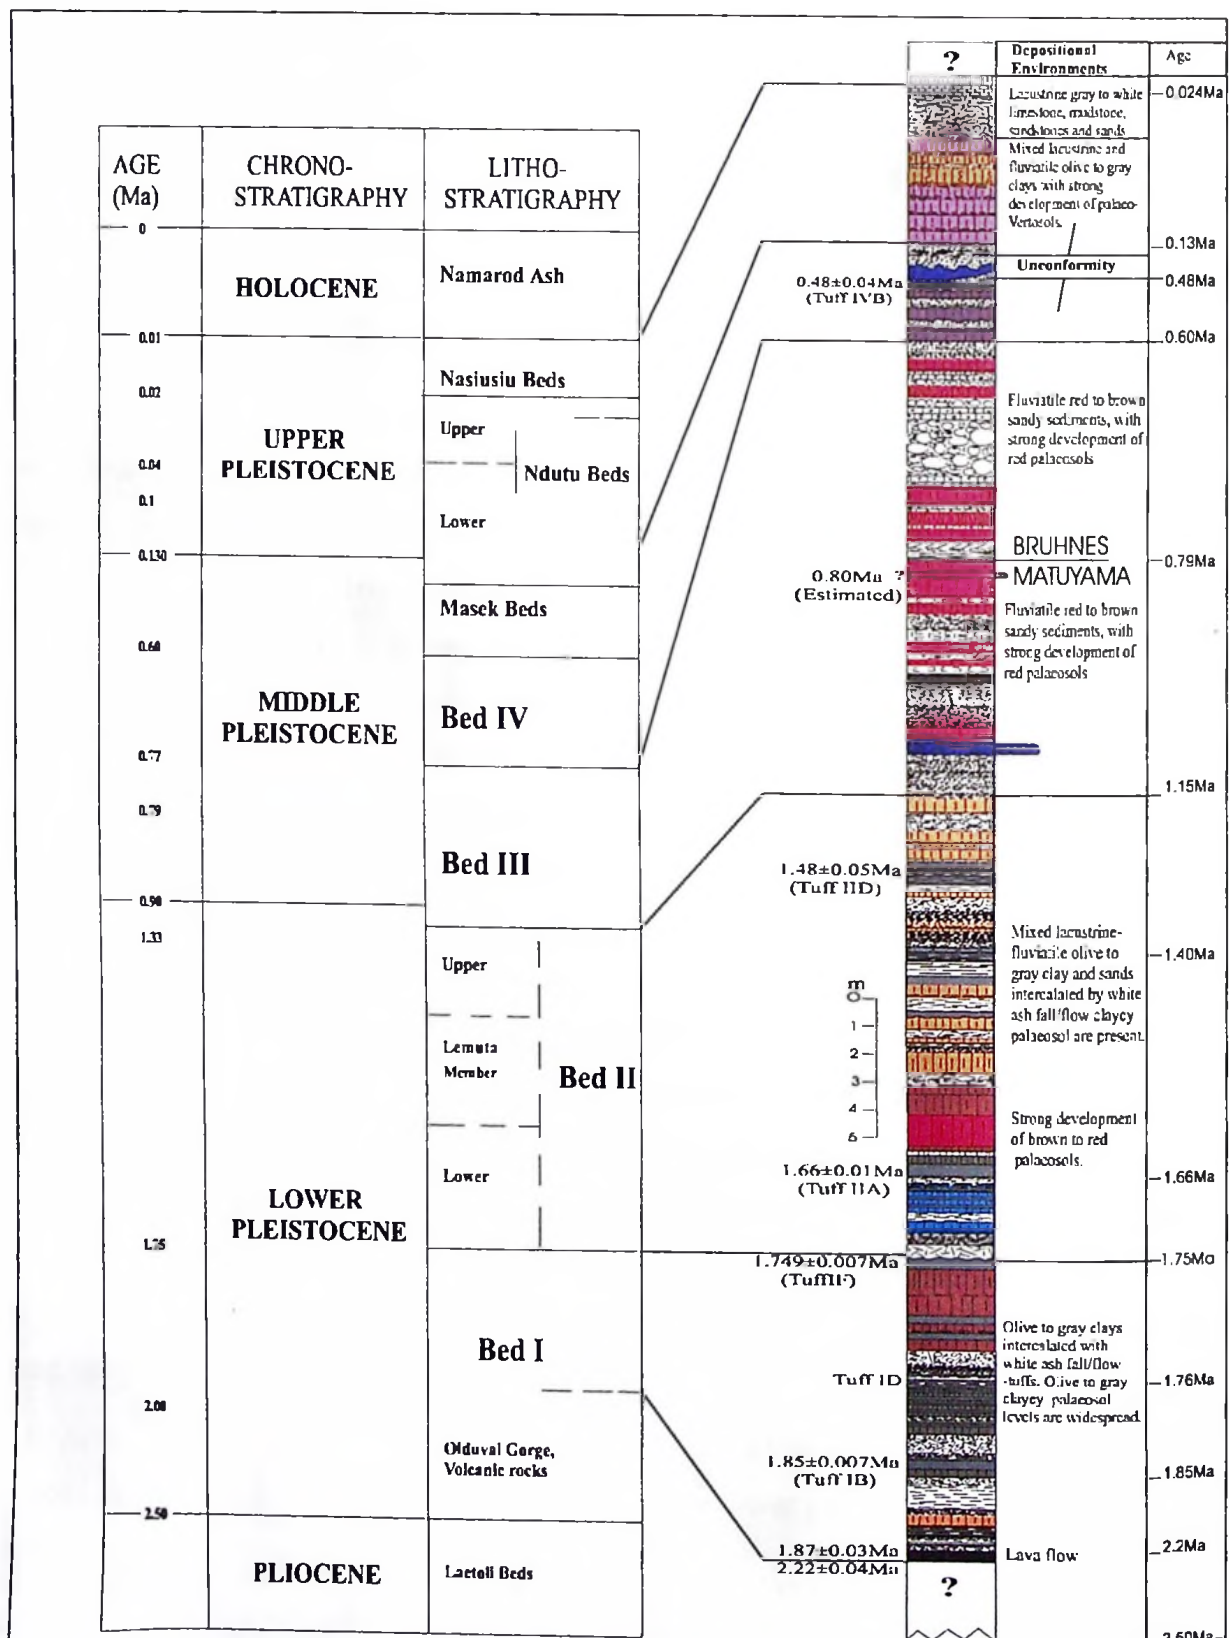 AGE
(Ma)
CHRONO-
STRATIGRAPHY
LITHO-
STRATIGRAPHY
0
HOLOCENE
Namarod Ash
0.01
Nasiusiu Beds
0.02
UPPER
PLEISTOCENE
Upper
Ndutu Beds
0.04
0.1
Lower
0.130
Masek Beds
0.60
MIDDLE
PLEISTOCENE
Bed IV
0.77
0.79
Bed III
0.90
1.33
Upper
Lemuta
Member
Bed II
Lower
LOWER
PLEISTOCENE
1.75
Bed I
2.00
Olduval Gorge,
Volcanic rocks
2.50
PLIOCENE
Laetoli Beds
0.48±0.04Ma
(Tuff IVB)
0.80Ma ?
(Estimated)
1.48±0.05Ma
(Tuff IID)
m
0
1
2
3
4
5
1.66±0.01Ma
(Tuff IIA)
1.749±0.007Ma
(TuffIF)
Tuff ID
1.85±0.007Ma
(Tuff IB)
1.87±0.03Ma
2.22±0.04Ma
?
?
Depositional
Environments
Lacustrine gray to white
limestone, mudstone,
sandstones and sands
Mixed lacustrine and
fluviatile olive to gray
clays with strong
development of palaeo-
Vertosols.
Unconformity
Fluviatile red to brown
sandy sediments, with
strong development of
red palaeosols
BRUHNES
MATUYAMA
Fluviatile red to brown
sandy sediments, with
strong development of
red palaeosols
Mixed lacustrine-
fluviatile olive to
gray clay and sands
intercalated by white
ash fall/flow clayey
palaeosol are present.
Strong development
of brown to red
palaeosols.
Olive to gray clays
intercalated with
white ash fall/flow
-tuffs. Olive to gray
clayey palaeosol
levels are widespread.
Lava flow
Age
0.024Ma
0.13Ma
0.48Ma
0.60Ma
0.79Ma
1.15Ma
1.40Ma
1.66Ma
1.75Ma
1.76Ma
1.85Ma
2.2Ma
2.50Ma